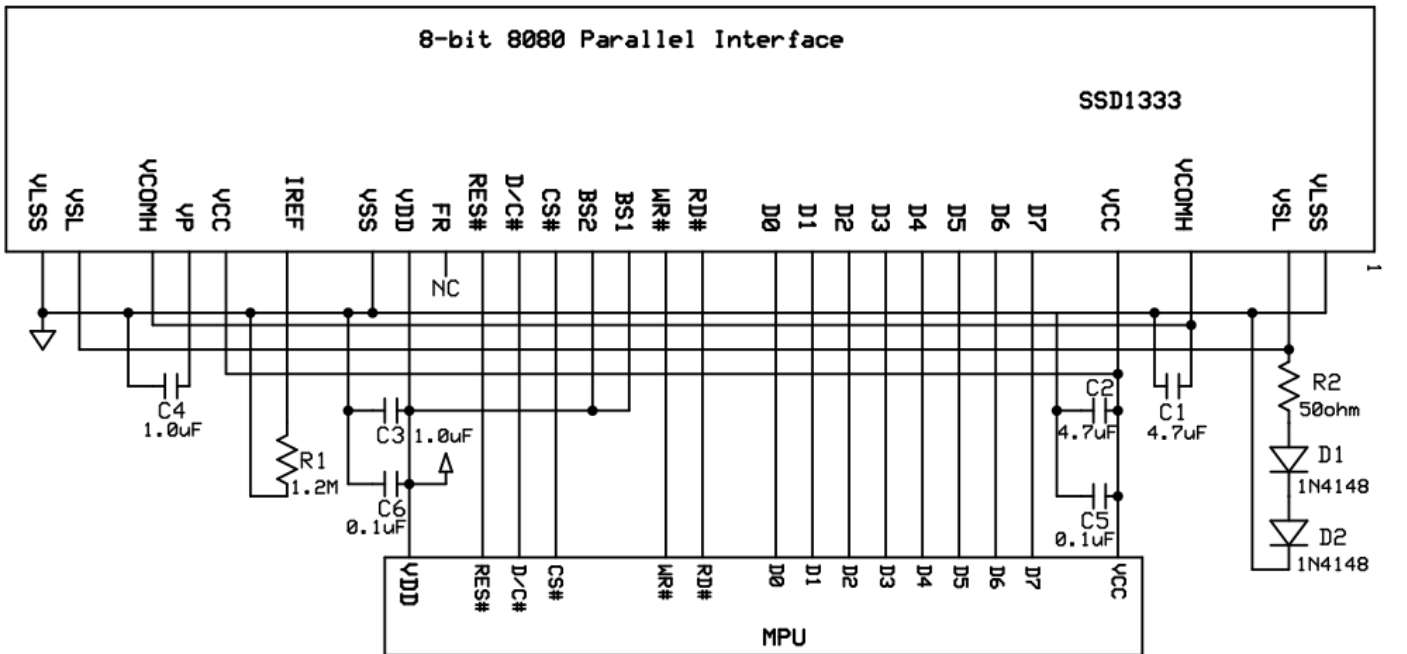 8-bit 8080 Parallel Interface
SSD1333
VLSS
VSL
VCOMH
VP
VCC
IREF
VSS
VDD
FR
RES#
D/C#
CS#
BS2
BS1
WR#
RD#
D0
D1
D2
D3
D4
D5
D6
D7
VCC
VCOMH
VSL
VLSS
1
NC
C4
1.0uF
R1
1.2M
C3
1.0uF
C6
0.1uF
C2
4.7uF
C5
0.1uF
C1
4.7uF
R2
50ohm
D1
1N4148
D2
1N4148
VDD
RES#
D/C#
CS#
WR#
RD#
D0
D1
D2
D3
D4
D5
D6
D7
VCC
MPU